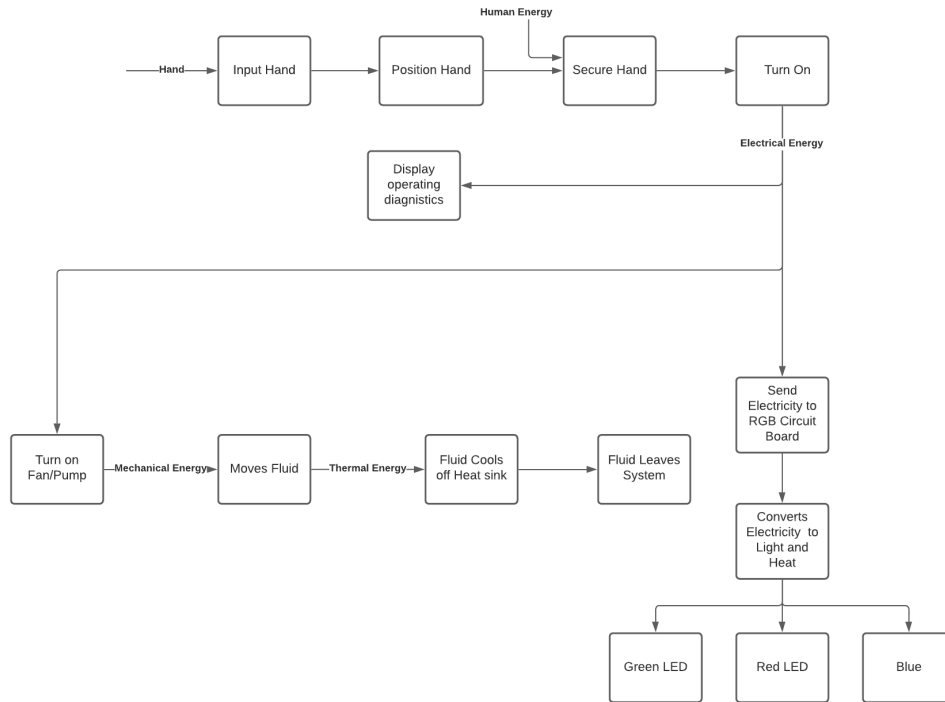 Human Energy
Hand
Input Hand
Position Hand
Secure Hand
Turn On
Electrical Energy
Display
operating
diagnistics
Send
Electricity to
RGB Circuit
Board
Turn on
Fan/Pump
Mechanical Energy
Moves Fluid
Thermal Energy
Fluid Cools
off Heat sink
Fluid Leaves
System
Converts
Electricity to
Light and
Heat
Green LED
Red LED
Blue